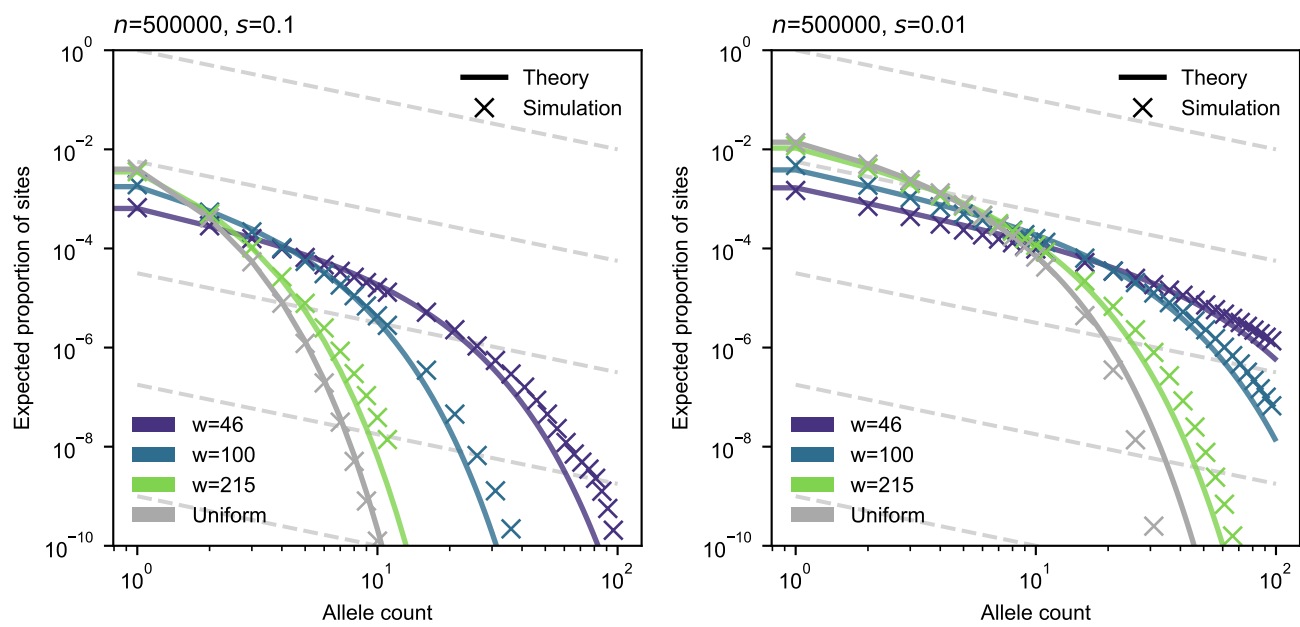 n=500000, s=0.1
Expected proportion of sites
10^0
10^−2
10^−4
10^−6
10^−8
10^−10
Theory
Simulation
w=46
w=100
w=215
Uniform
10^0
10^1
10^2
Allele count
n=500000, s=0.01
Expected proportion of sites
10^0
10^−2
10^−4
10^−6
10^−8
10^−10
Theory
Simulation
w=46
w=100
w=215
Uniform
10^0
10^1
10^2
Allele count